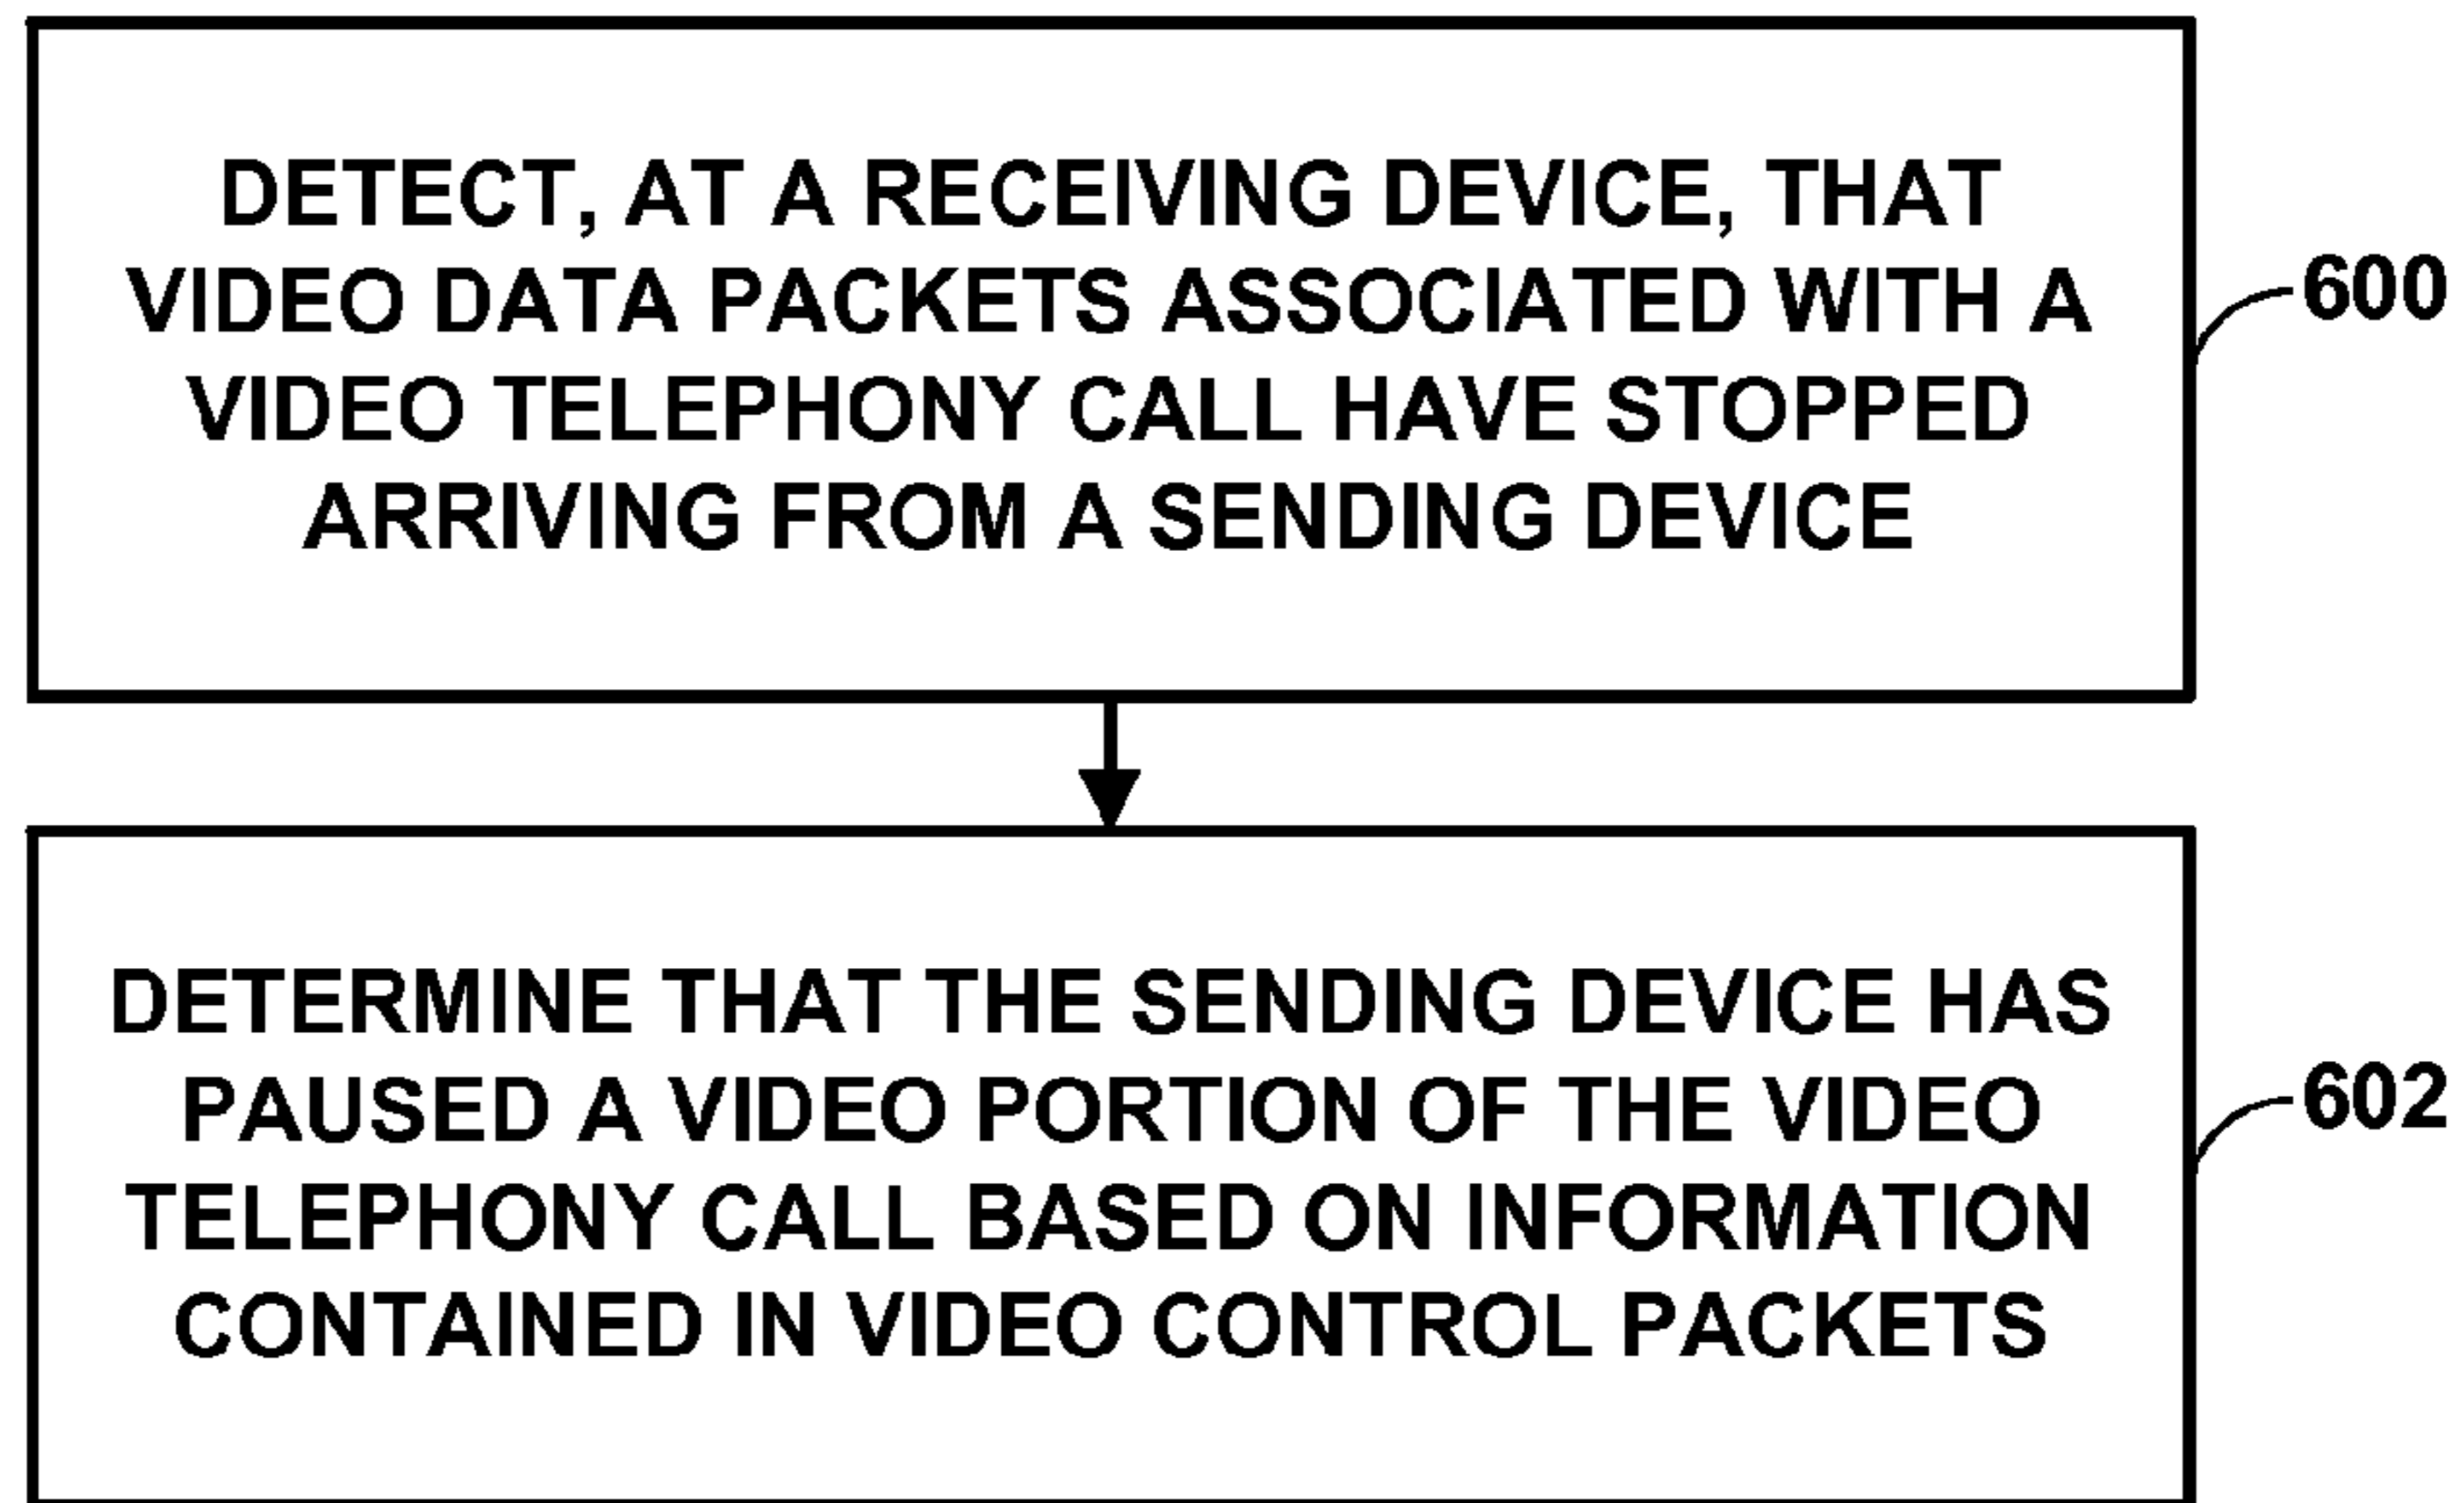 DETECT, AT A RECEIVING DEVICE, THAT
VIDEO DATA PACKETS ASSOCIATED WITH A
VIDEO TELEPHONY CALL HAVE STOPPED
ARRIVING FROM A SENDING DEVICE
600
DETERMINE THAT THE SENDING DEVICE HAS
PAUSED A VIDEO PORTION OF THE VIDEO
TELEPHONY CALL BASED ON INFORMATION
CONTAINED IN VIDEO CONTROL PACKETS
602